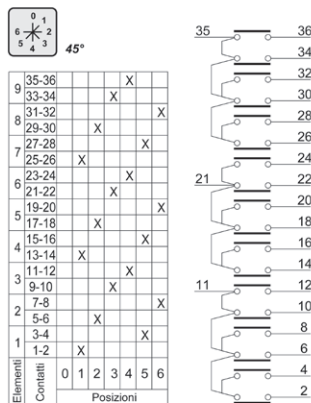 0
6 1
5 2
4 3
45°
9 35-36 X
33-34 X
8 31-32 X
29-30 X
7 27-28 X
25-26 X
6 23-24 X
21-22 X
5 19-20 X
17-18 X
4 15-16 X
13-14 X
3 11-12 X
9-10 X
2 7-8 X
5-6 X
1 3-4 X
1-2 X
Elementi Contatti 0 1 2 3 4 5 6
Posizioni
35 36
34
32
30
28
26
24
21 22
20
18
16
14
11 12
10
8
6
4
2